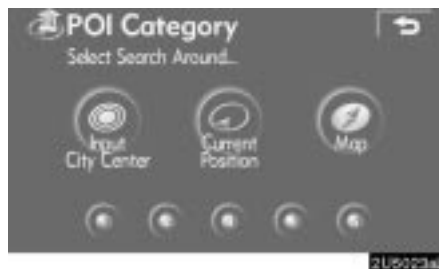 POI Category
Select Search Around...
Input
City Center
Current
Position
Map
2U5023a